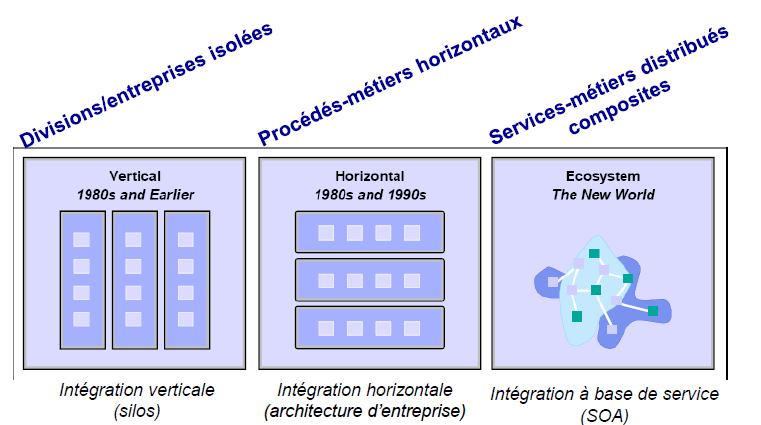 Divisions/entreprises isolées
Procédés-métiers horizontaux
Services-métiers distribués
composites
Vertical
1980s and Earlier
Horizontal
1980s and 1990s
Ecosystem
The New World
Intégration verticale
(silos)
Intégration horizontale
(architecture d'entreprise)
Intégration à base de service
(SOA)